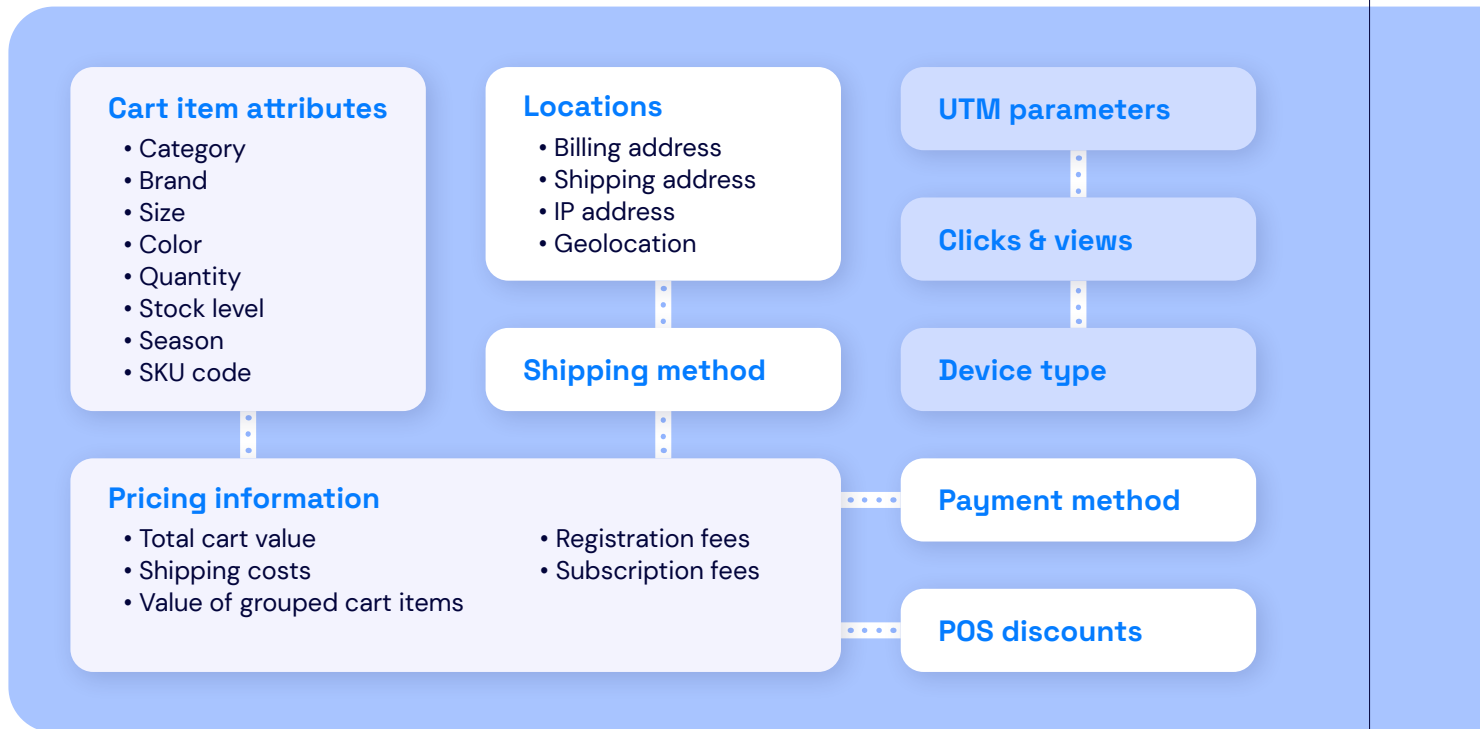 Cart item attributes
• Category
• Brand
• Size
• Color
• Quantity
• Stock level
• Season
• SKU code
Locations
• Billing address
• Shipping address
• IP address
• Geolocation
Shipping method
UTM parameters
Clicks & views
Device type
Pricing information
• Total cart value
• Shipping costs
• Value of grouped cart items
• Registration fees
• Subscription fees
Payment method
POS discounts